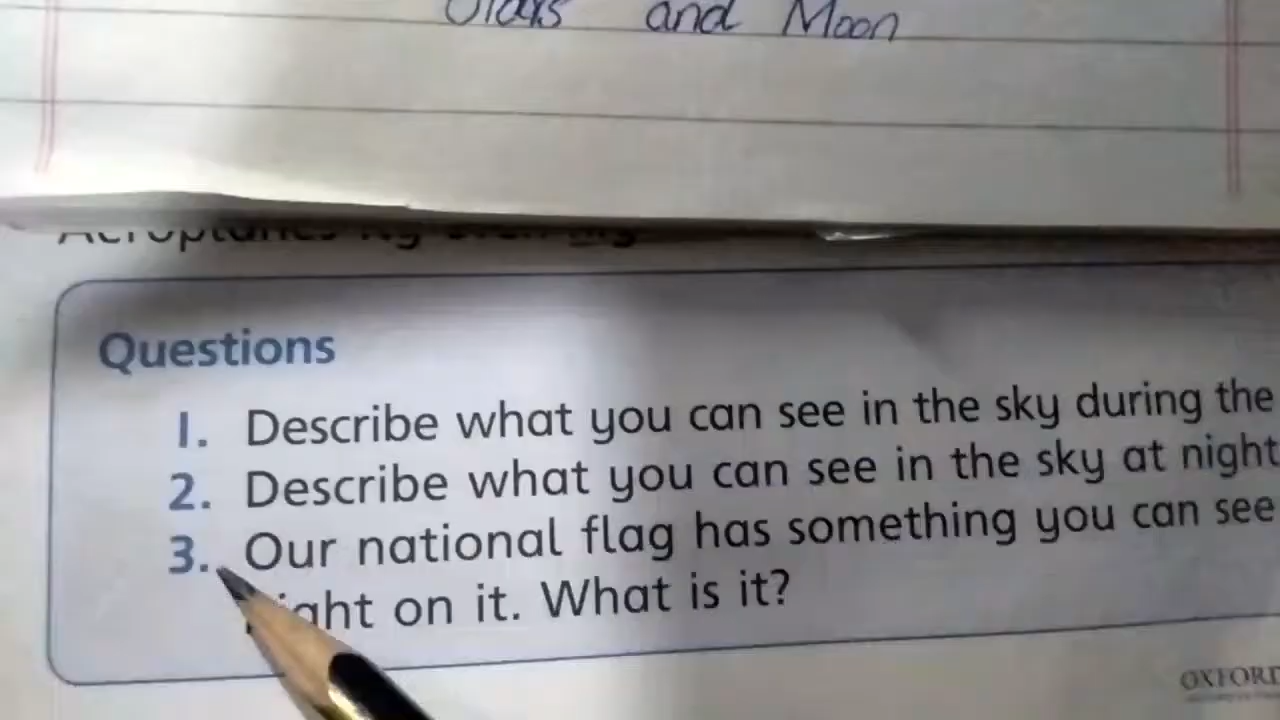 and Moon
Questions
1. Describe what you can see in the sky during the
2. Describe what you can see in the sky at night
3. Our national flag has something you can see
on it. What is it?
OXFORD